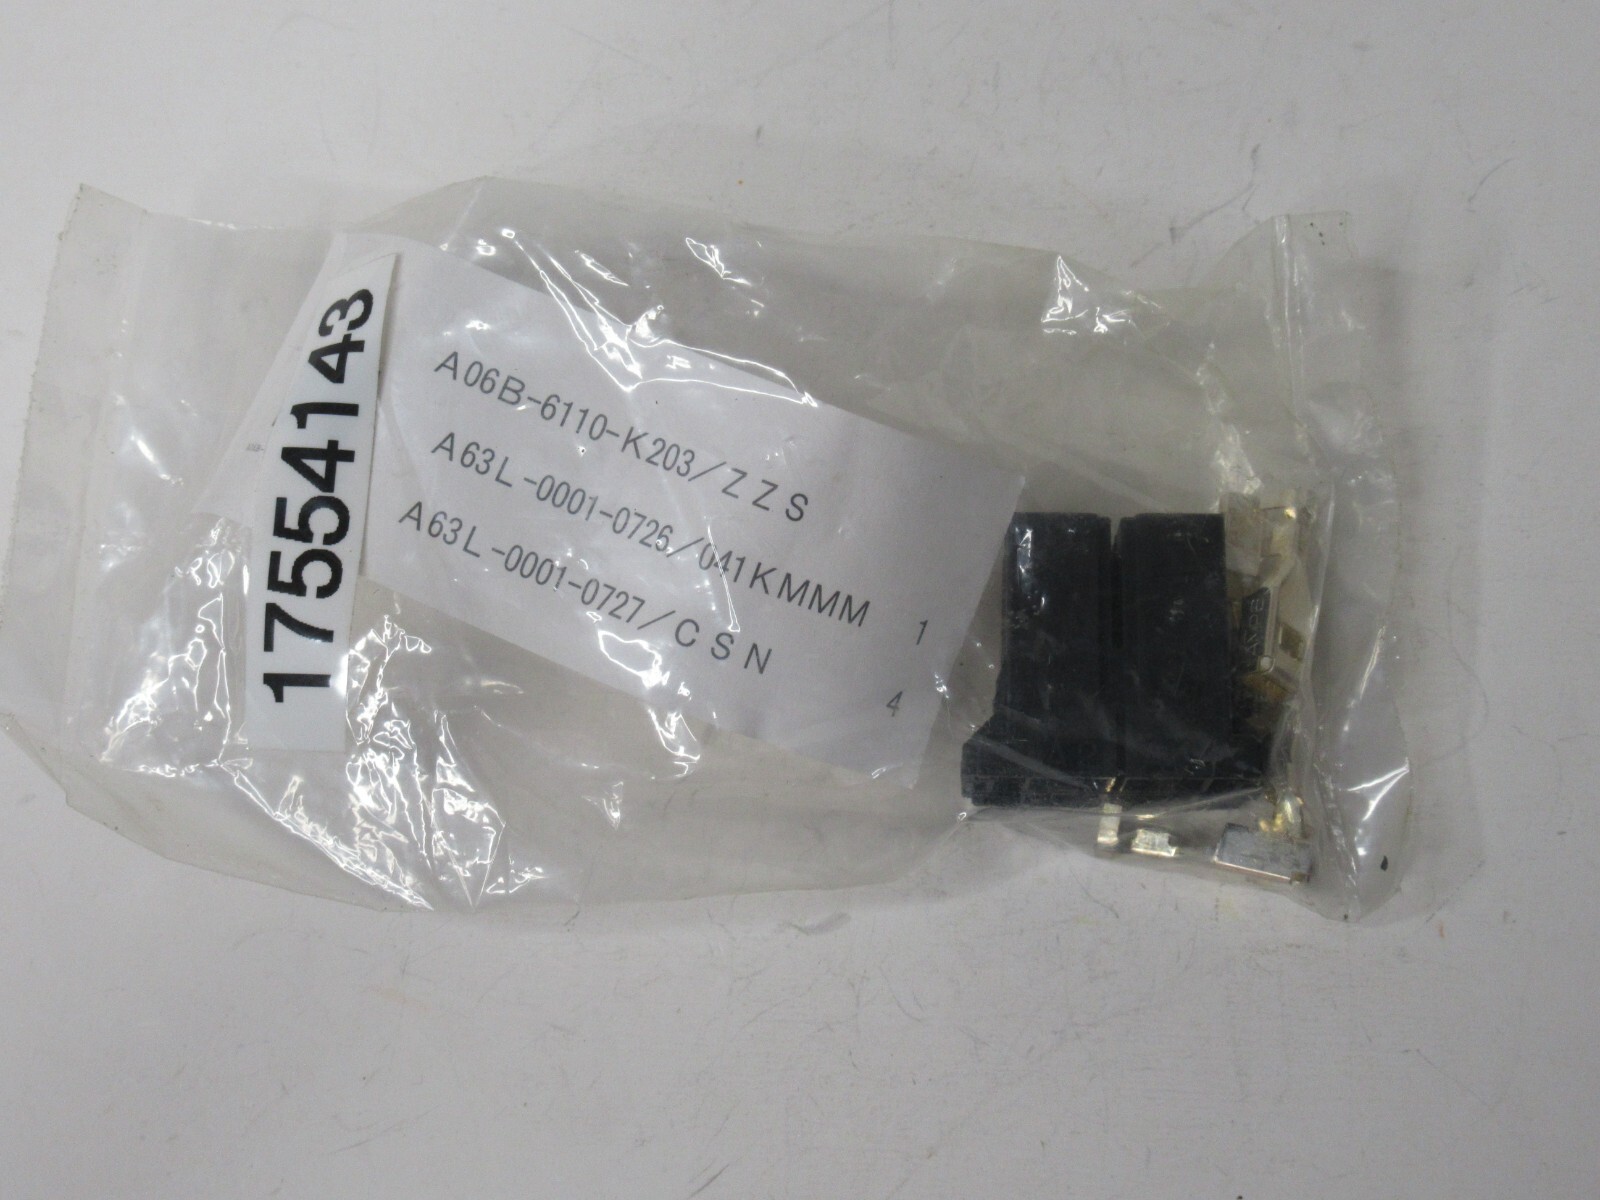 17554143
A06B-6110-K203/ZZS
A63L-0001-0726/041KMMM 1
A63L-0001-0727/CSN 4